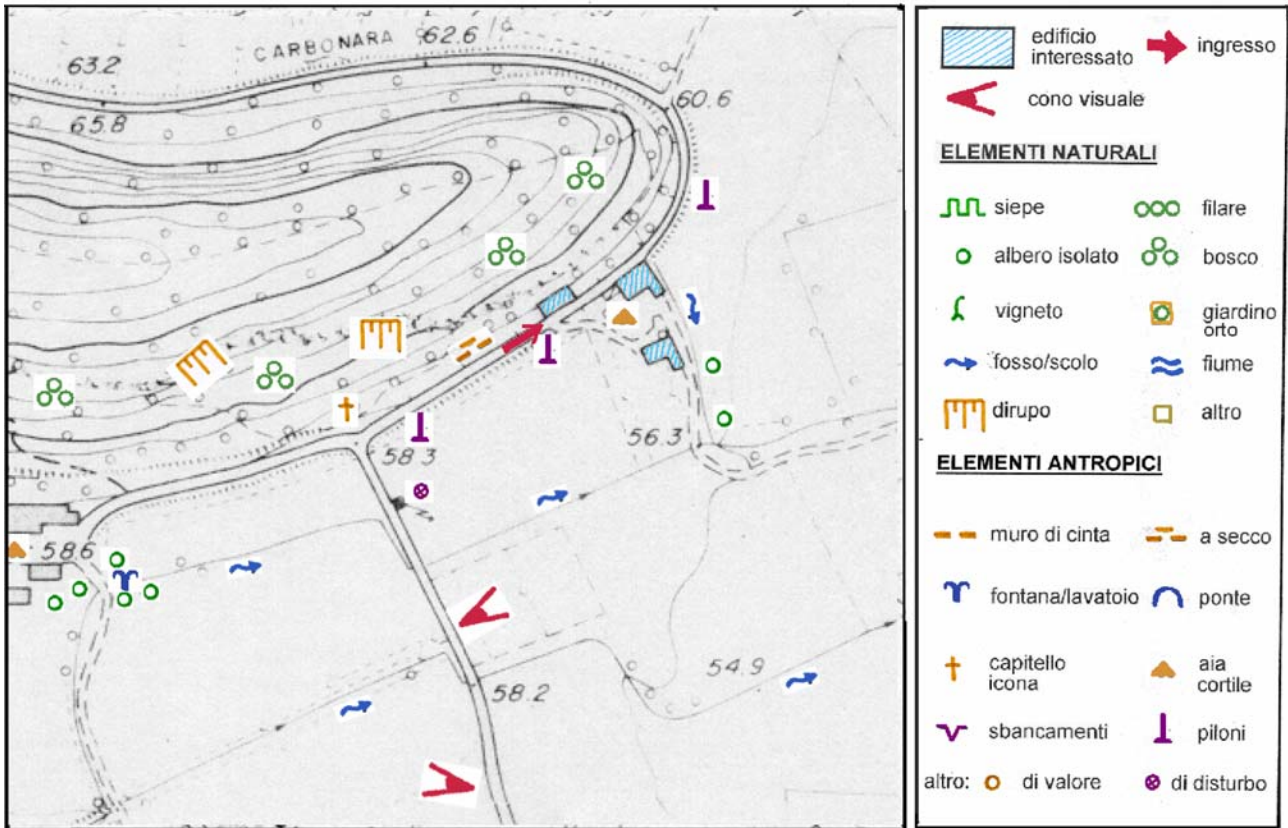 CARBONARA 62.6
63.2
60.6
65.8
56.3
58.3
58.6
54.9
58.2
edificio interessato
ingresso
cono visuale
ELEMENTI NATURALI
siepe
filare
albero isolato
bosco
vigneto
giardino orto
fosso/scolo
fiume
dirupo
altro
ELEMENTI ANTROPICI
muro di cinta
a secco
fontana/lavatoio
ponte
capitello icona
aia cortile
sbancamenti
piloni
altro: di valore
di disturbo